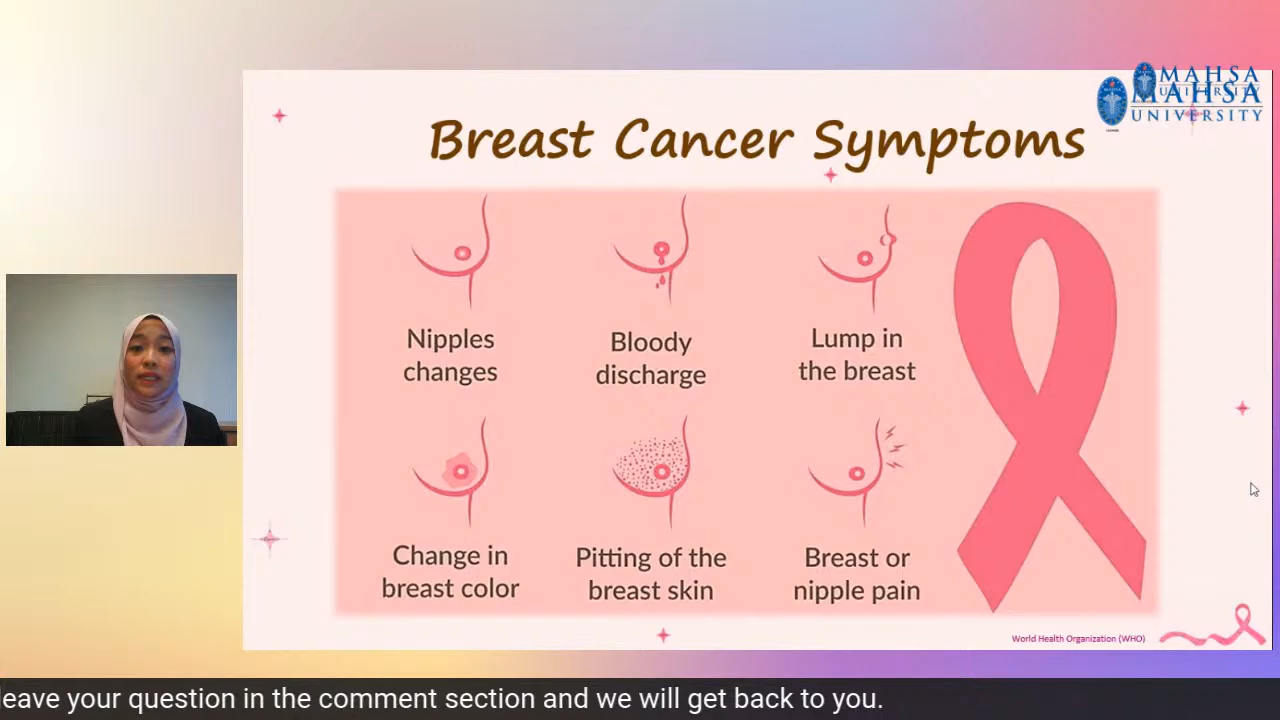 MAHSA
UNIVERSITY
MAHSA
UNIVERSITY
Breast Cancer Symptoms
Nipples
changes
Bloody
discharge
Lump in
the breast
Change in
breast color
Pitting of the
breast skin
Breast or
nipple pain
World Health Organization (WHO)
leave your question in the comment section and we will get back to you.